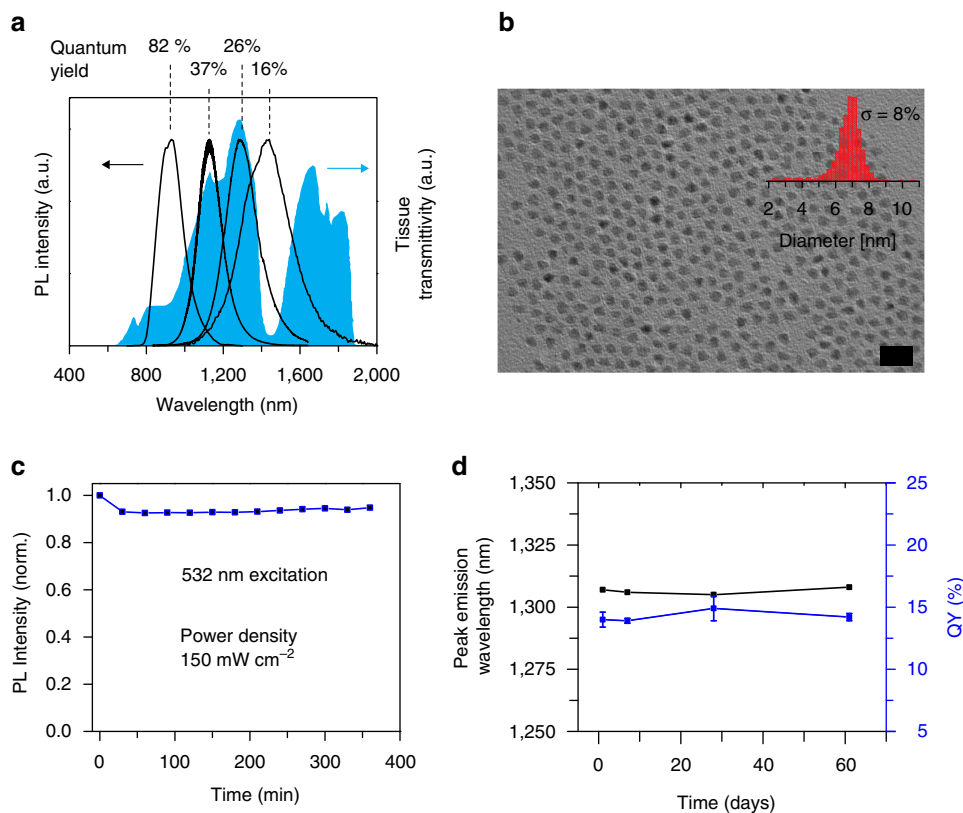 a
Quantum yield
82 %
37%
26%
16%
PL intensity (a.u.)
Tissue
transmittivity (a.u.)
400
800
1,200
1,600
2,000
Wavelength (nm)
b
σ = 8%
2
4
6
8
10
Diameter [nm]
c
1.0
0.8
0.6
0.4
0.2
0.0
PL Intensity (norm.)
532 nm excitation
Power density
150 mW cm⁻²
0
100
200
300
400
Time (min)
d
1,350
1,325
1,300
1,275
1,250
Peak emission
wavelength (nm)
25
20
15
10
5
QY (%)
0
20
40
60
Time (days)